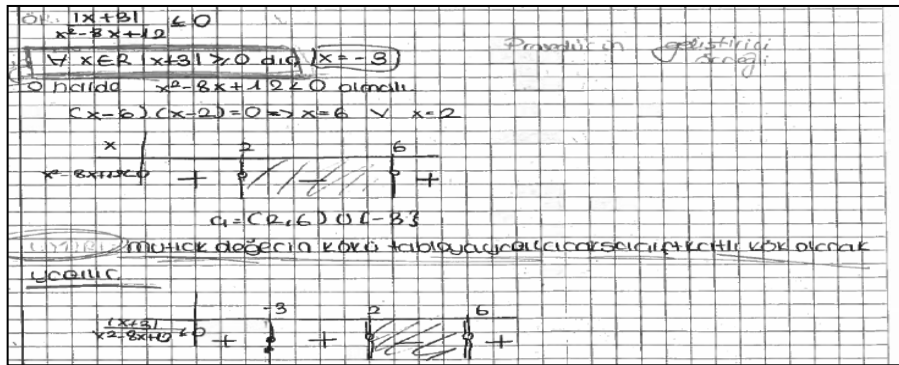 ÖR: |x+3| / x²-8x+12 ≤ 0
∀ x∈R |x+3| ≥ 0 dır (x=-3)
geliştirici
örneği
O halde x²-8x+12 < 0 olmalı
(x-6)(x-2)=0 => x=6 ∨ x=2
x 2 6
x²-8x+12<0 + - +
Ç=(2,6)∪{-3}
mutlak değerin kökü tabloya yazılacaksa çift katlı kök olarak
yazılır.
-3 2 6
|x+3| / x²-8x+12 ≤ 0 + + - +